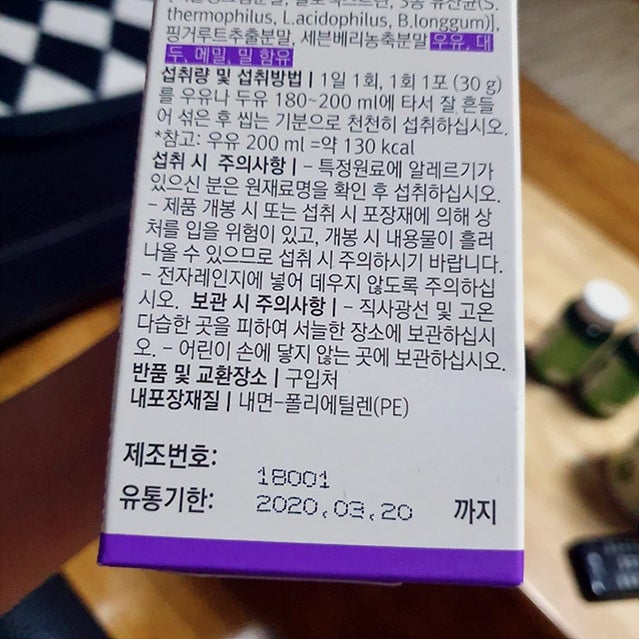 3종 유산균(S.
thermophilus, L.acidophilus, B.longgum)],
핑거루트추출분말, 세븐베리농축분말 우유, 대
두, 메밀, 밀 함유
섭취량 및 섭취방법 | 1일 1회, 1회 1포 (30 g)
를 우유나 두유 180~200 ml에 타서 잘 흔들
어 섞은 후 씹는 기분으로 천천히 섭취하십시오.
*참고: 우유 200 ml =약 130 kcal
섭취 시 주의사항 | - 특정원료에 알레르기가
있으신 분은 원재료명을 확인 후 섭취하십시오.
- 제품 개봉 시 또는 섭취 시 포장재에 의해 상
처를 입을 위험이 있고, 개봉 시 내용물이 흘러
나올 수 있으므로 섭취 시 주의하시기 바랍니다.
- 전자레인지에 넣어 데우지 않도록 주의하십
시오. 보관 시 주의사항 | - 직사광선 및 고온
다습한 곳을 피하여 서늘한 장소에 보관하십시
오. - 어린이 손에 닿지 않는 곳에 보관하십시오.
반품 및 교환장소 | 구입처
내포장재질 | 내면-폴리에틸렌(PE)
제조번호: 18001
유통기한: 2020.03.20 까지